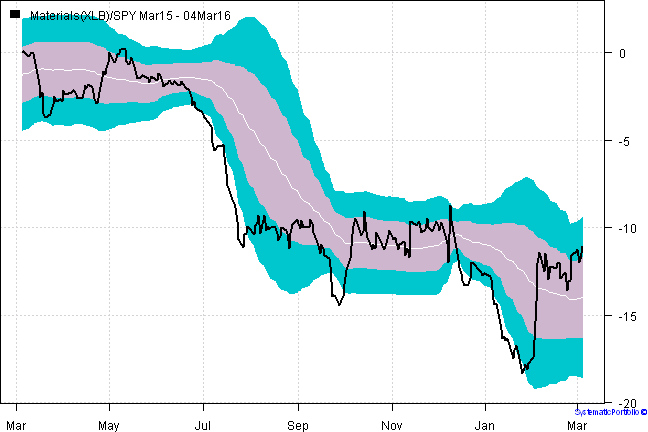 Materials(XLB)/SPY Mar15 - 04Mar16
0
-5
-10
-15
-20
SystematicPortfolio ©
Mar May Jul Sep Nov Jan Mar